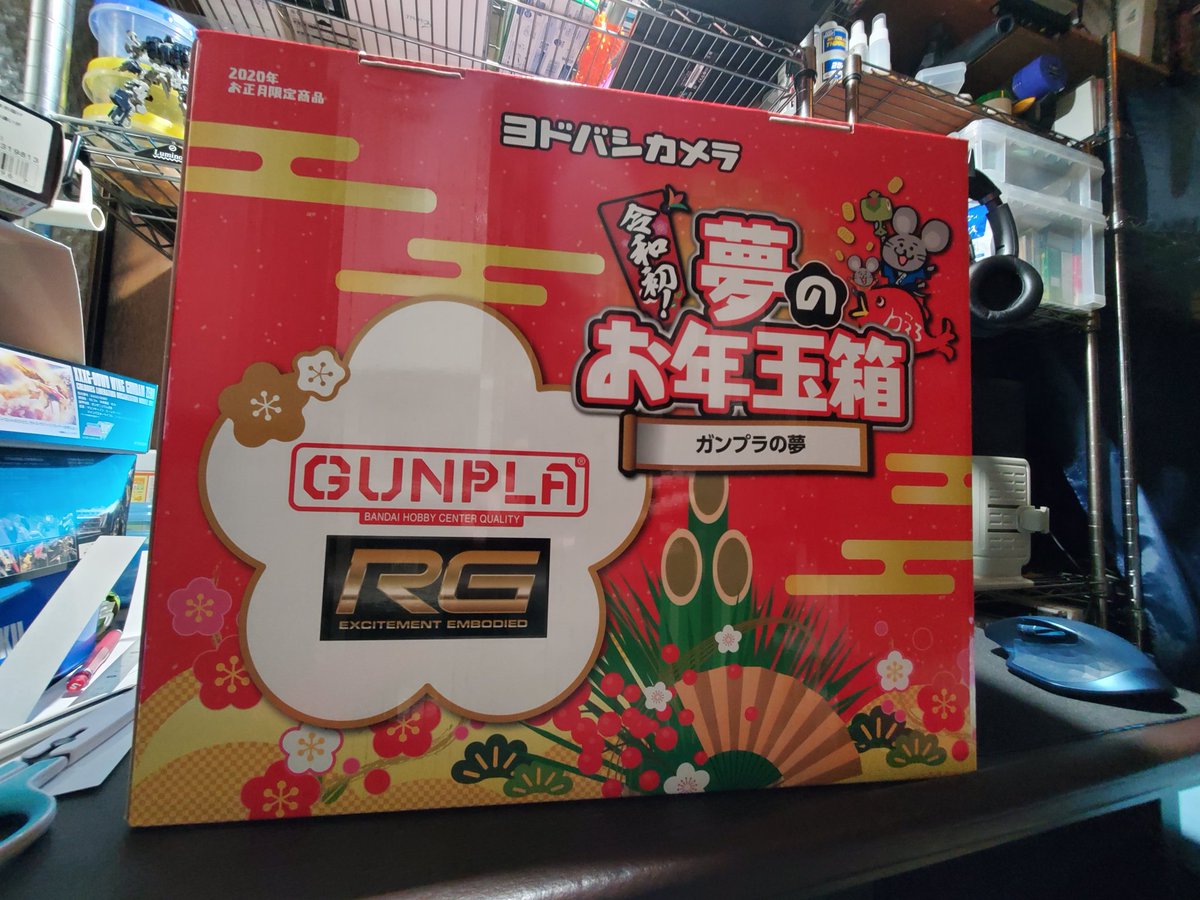 2020年
お正月限定商品
ヨドバシカメラ
令和初!
夢の
お年玉箱
ガンプラの夢
GUNPLA®
BANDAI HOBBY CENTER QUALITY
RG
EXCITEMENT EMBODIED
319813
Lumino